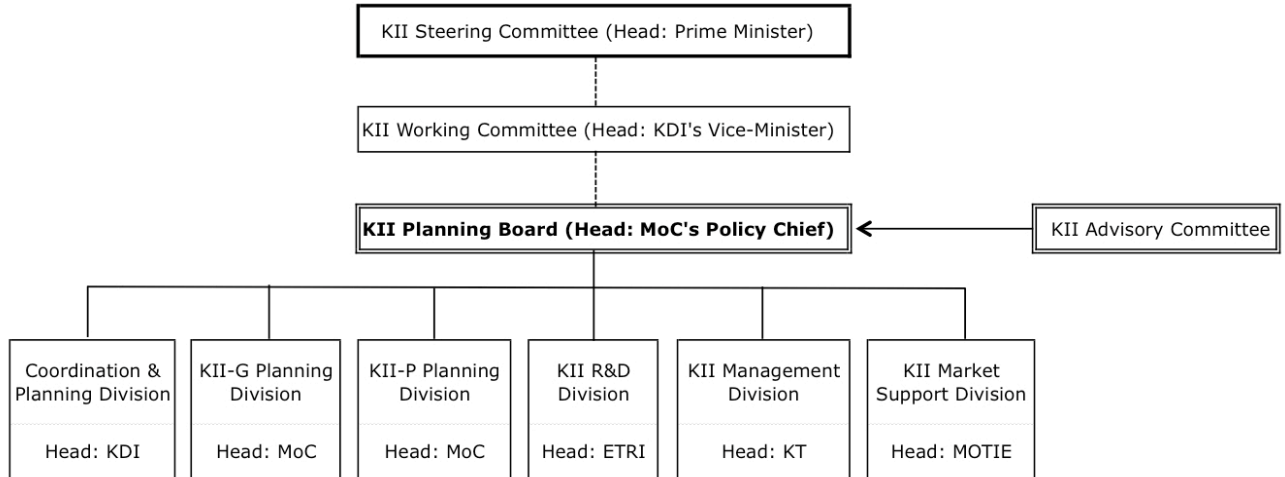 KII Steering Committee (Head: Prime Minister)
KII Working Committee (Head: KDI's Vice-Minister)
KII Planning Board (Head: MoC's Policy Chief)
KII Advisory Committee
Coordination &
Planning Division
Head: KDI
KII-G Planning
Division
Head: MoC
KII-P Planning
Division
Head: MoC
KII R&D
Division
Head: ETRI
KII Management
Division
Head: KT
KII Market
Support Division
Head: MOTIE